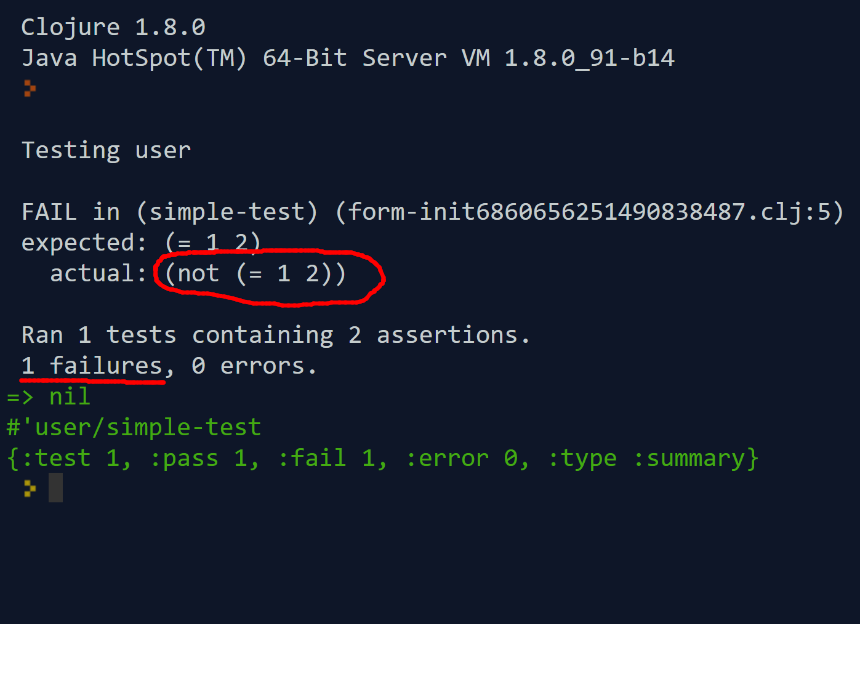 Clojure 1.8.0
Java HotSpot(TM) 64-Bit Server VM 1.8.0_91-b14
>
Testing user
FAIL in (simple-test) (form-init6860656251490838487.clj:5)
expected: (= 1 2)
actual: (not (= 1 2))
Ran 1 tests containing 2 assertions.
1 failures, 0 errors.
=> nil
#'user/simple-test
{:test 1, :pass 1, :fail 1, :error 0, :type :summary}
>